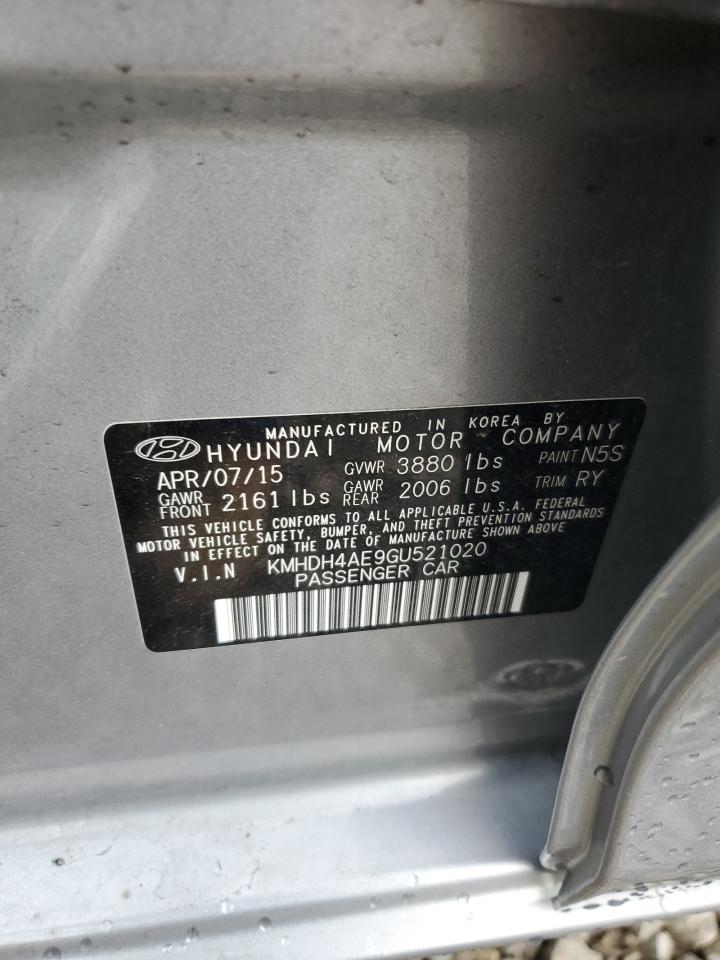 MANUFACTURED IN KOREA BY
HYUNDAI MOTOR COMPANY
APR/07/15 GVWR 3880 lbs PAINT N5S
GAWR FRONT 2161 lbs GAWR REAR 2006 lbs TRIM RY
THIS VEHICLE CONFORMS TO ALL APPLICABLE U.S.A. FEDERAL
MOTOR VEHICLE SAFETY, BUMPER, AND THEFT PREVENTION STANDARDS
IN EFFECT ON THE DATE OF MANUFACTURE SHOWN ABOVE.
V.I.N KMHDH4AE9GU521020
PASSENGER CAR